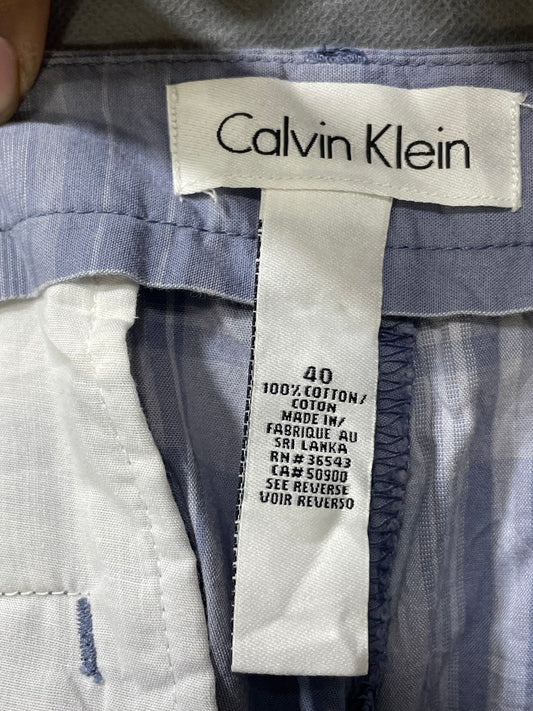 Calvin Klein
40
100% COTTON/
COTON
MADE IN/
FABRIQUE AU
SRI LANKA
RN # 36543
CA# 50900
SEE REVERSE
VOIR REVERSO